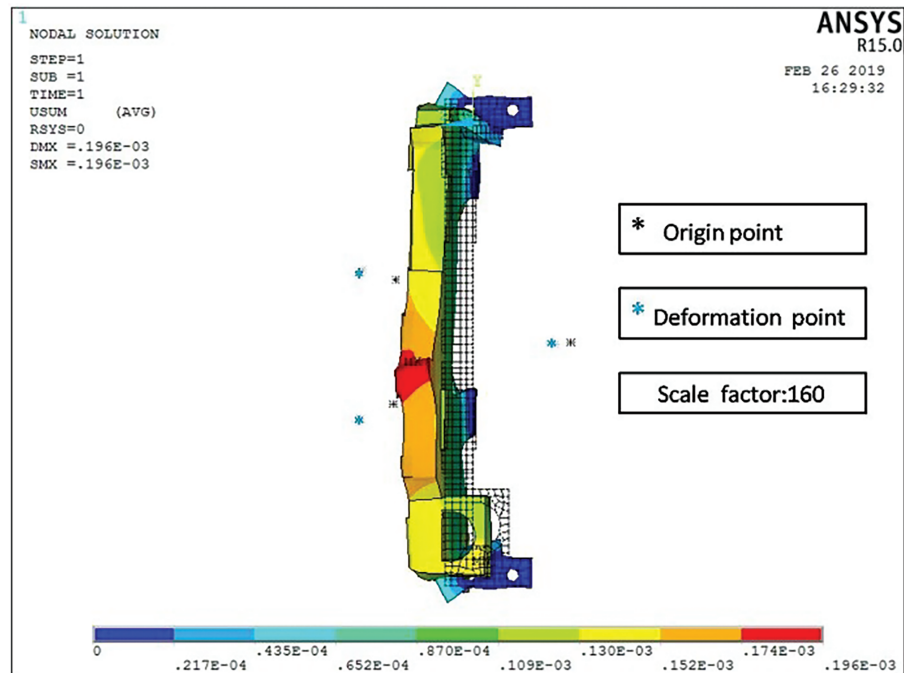 1
NODAL SOLUTION
STEP=1
SUB =1
TIME=1
USUM (AVG)
RSYS=0
DMX =.196E-03
SMX =.196E-03
ANSYS
R15.0
FEB 26 2019
16:29:32
Y
MX
* Origin point
* Deformation point
Scale factor:160
0 .435E-04 .870E-04 .130E-03 .174E-03
.217E-04 .652E-04 .109E-03 .152E-03 .196E-03